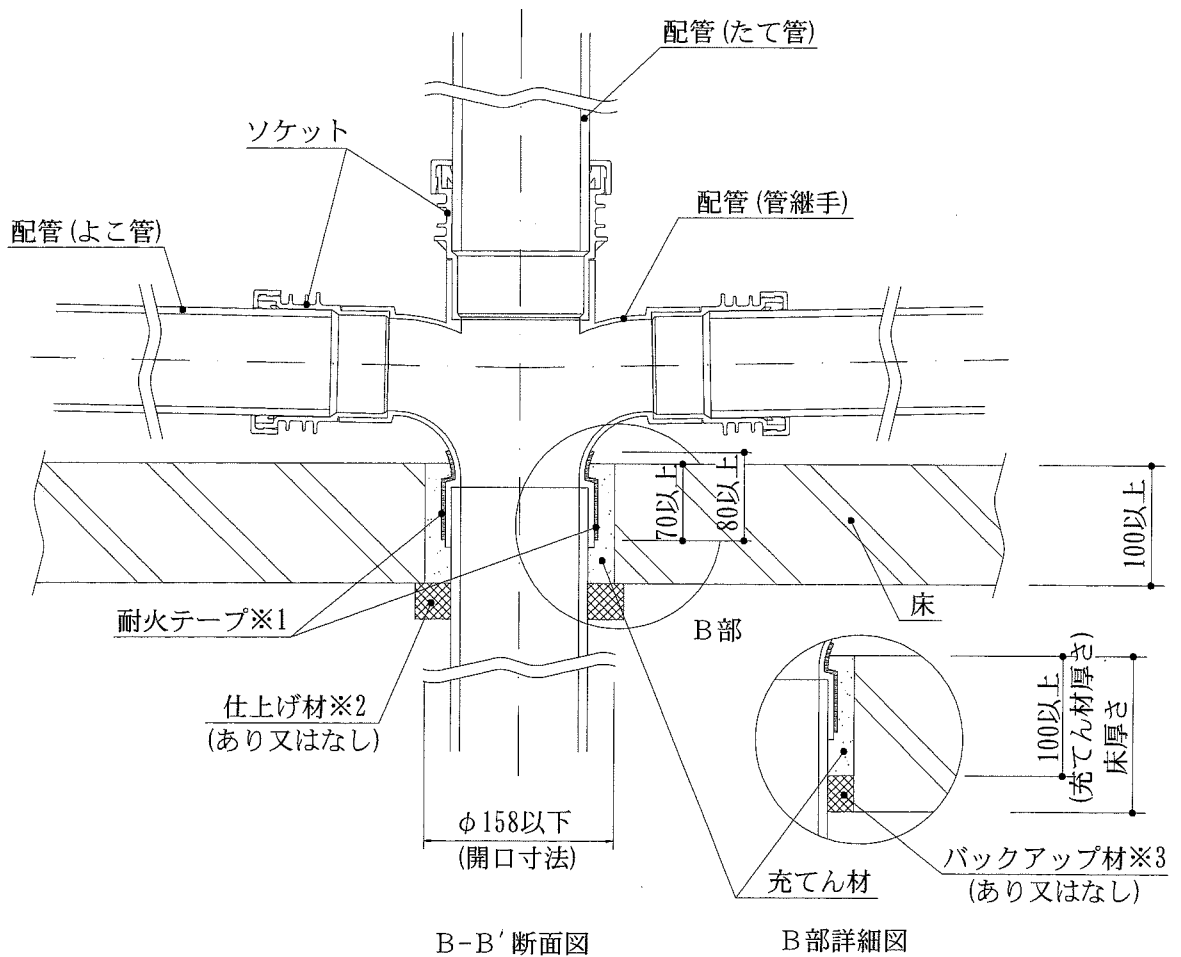 配管(たて管)
ソケット
配管(管継手)
配管(よこ管)
70以上
80以上
100以上
耐火テープ※1
B部
床
仕上げ材※2
(あり又はなし)
100以上
(充てん材厚さ)
床厚さ
φ158以下
(開口寸法)
充てん材
バックアップ材※3
(あり又はなし)
B-B′断面図
B部詳細図